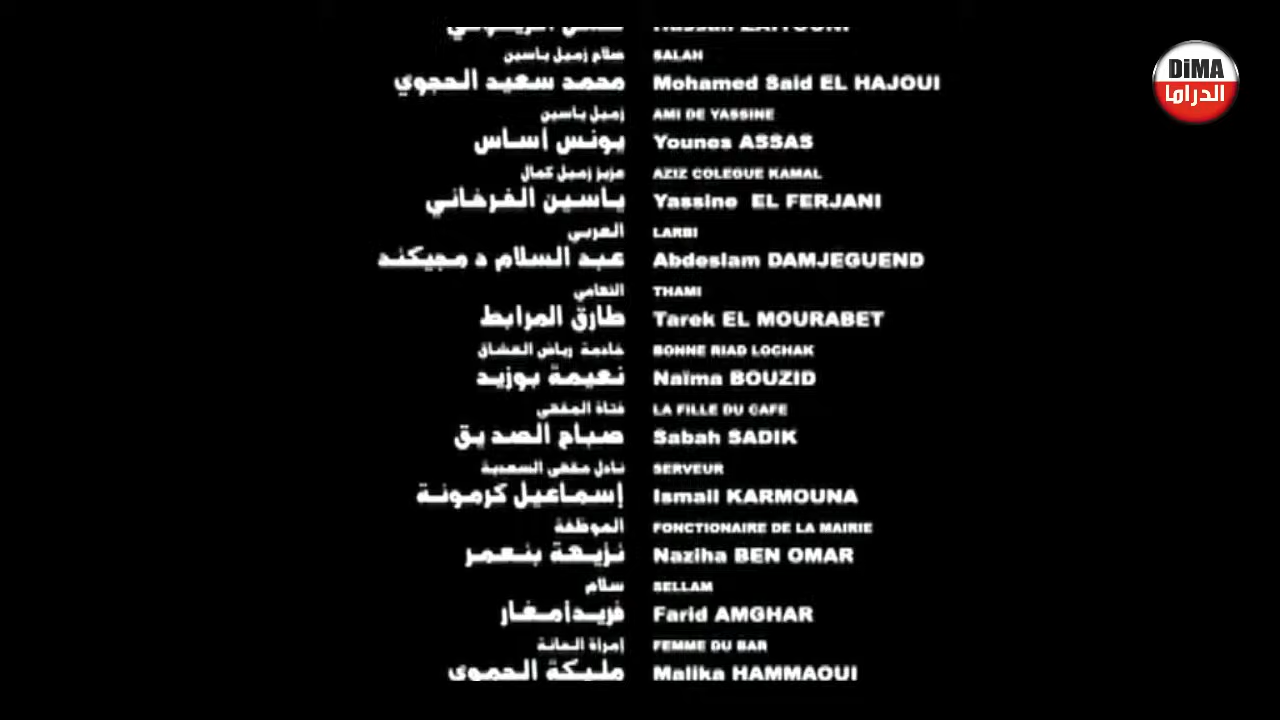 Hassan ZAITOUNI
صلام زميل ياسين SALAH
محمد سعيد الحجوي Mohamed Said EL HAJOUI
زميل ياسين AMI DE YASSINE
يونس أساس Younes ASSAS
عزيز زميل كمال AZIZ COLEGUE KAMAL
ياسين الفرخاني Yassine EL FERJANI
العربي LARBI
عبد السلام د مجيكند Abdeslam DAMJEGUEND
التهامي THAMI
طارق المرابط Tarek EL MOURABET
خادمة رياض العشاق BONNE RIAD LOCHAK
نعيمة بوزيد Naïma BOUZID
فتاة المقهى LA FILLE DU CAFE
صباح الصديق Sabah SADIK
نادل مقهى السعدية SERVEUR
إسماعيل كرمونة Ismail KARMOUNA
الموظفة FONCTIONAIRE DE LA MAIRIE
نزيهة بنعمر Naziha BEN OMAR
سلام SELLAM
فريد أمغار Farid AMGHAR
إمرأة الحانة FEMME DU BAR
مليكة الحموي Malika HAMMAOUI
DiMA
الدراما